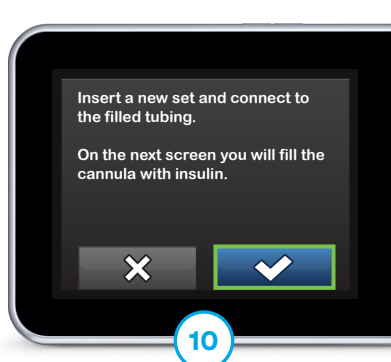 Insert a new set and connect to
the filled tubing.
On the next screen you will fill the
cannula with insulin.
10